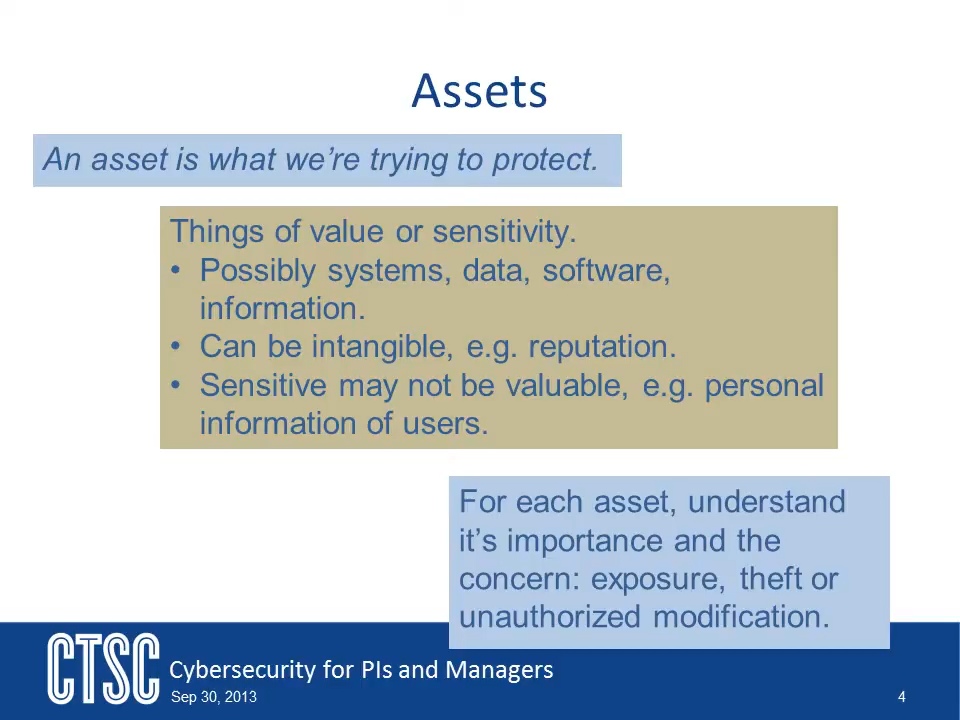 Assets
An asset is what we’re trying to protect.
Things of value or sensitivity.
• Possibly systems, data, software,
information.
• Can be intangible, e.g. reputation.
• Sensitive may not be valuable, e.g. personal
information of users.
For each asset, understand
it’s importance and the
concern: exposure, theft or
unauthorized modification.
CTSC
Cybersecurity for PIs and Managers
Sep 30, 2013
4